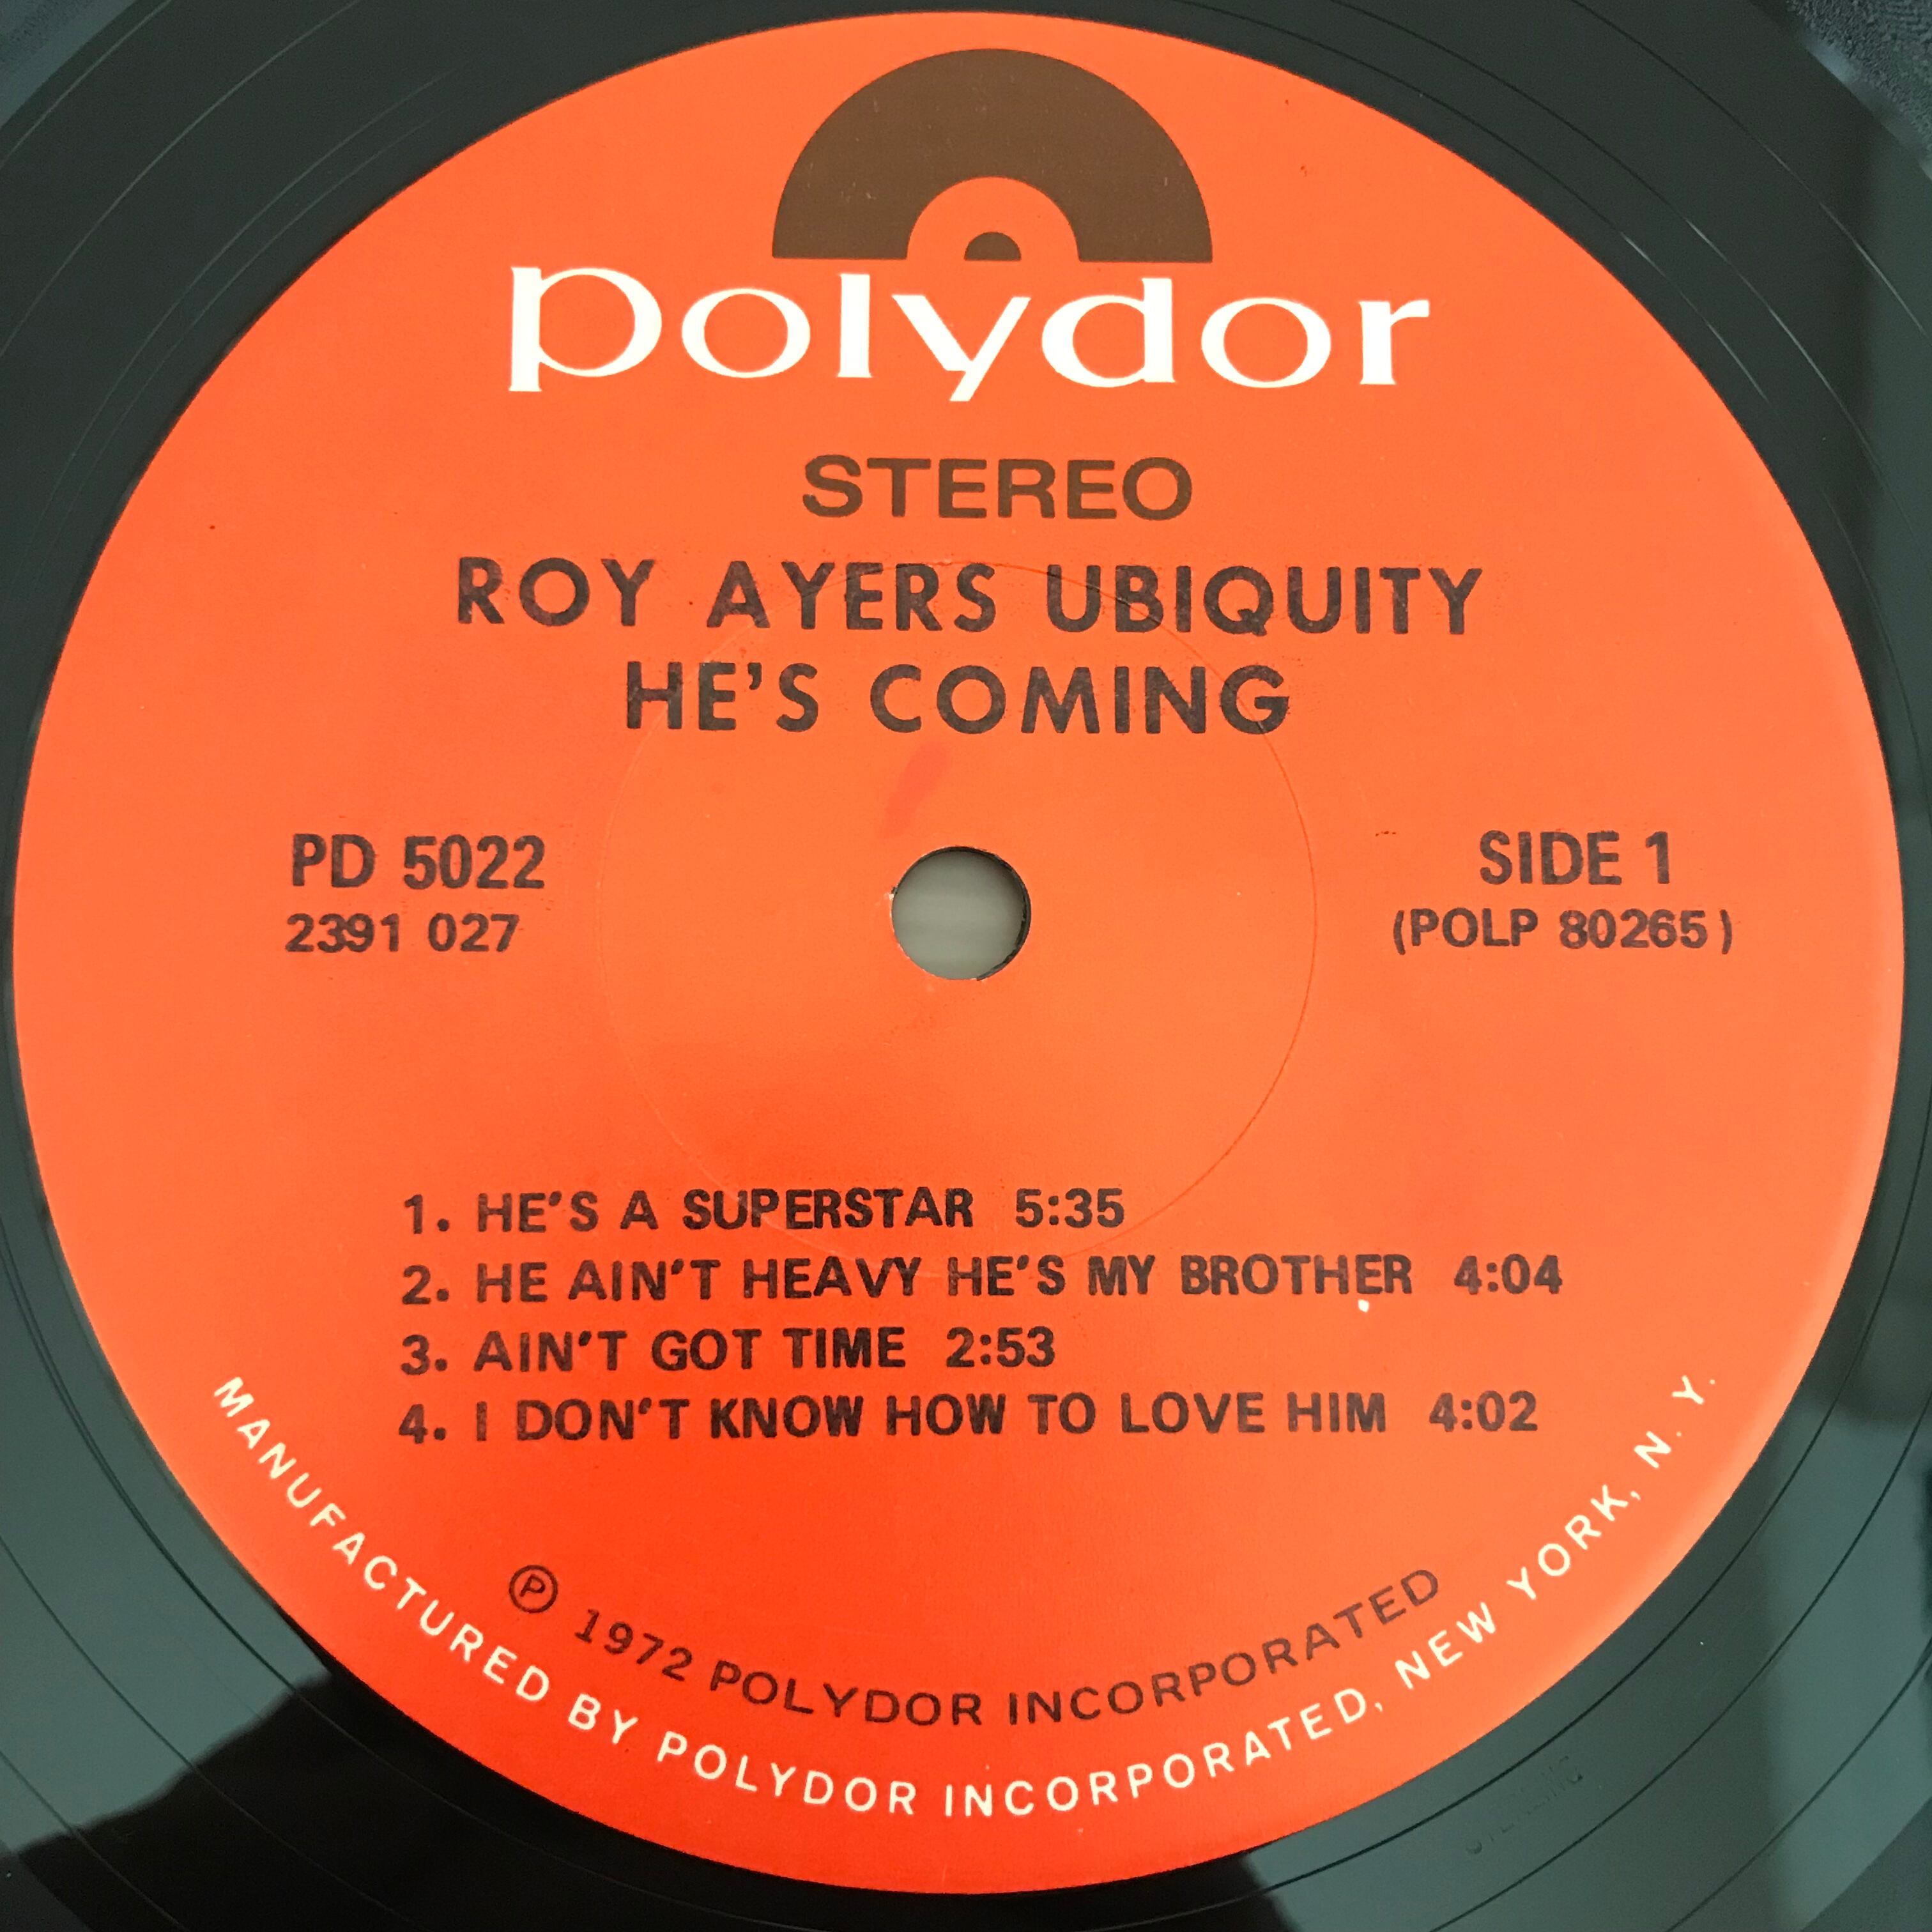 polydor
STEREO
ROY AYERS UBIQUITY
HE'S COMING
PD 5022
2391 027
SIDE 1
(POLP 80265)
1. HE'S A SUPERSTAR 5:35
2. HE AIN'T HEAVY HE'S MY BROTHER 4:04
3. AIN'T GOT TIME 2:53
4. I DON'T KNOW HOW TO LOVE HIM 4:02
℗ 1972 POLYDOR INCORPORATED
MANUFACTURED BY POLYDOR INCORPORATED, NEW YORK, N. Y.